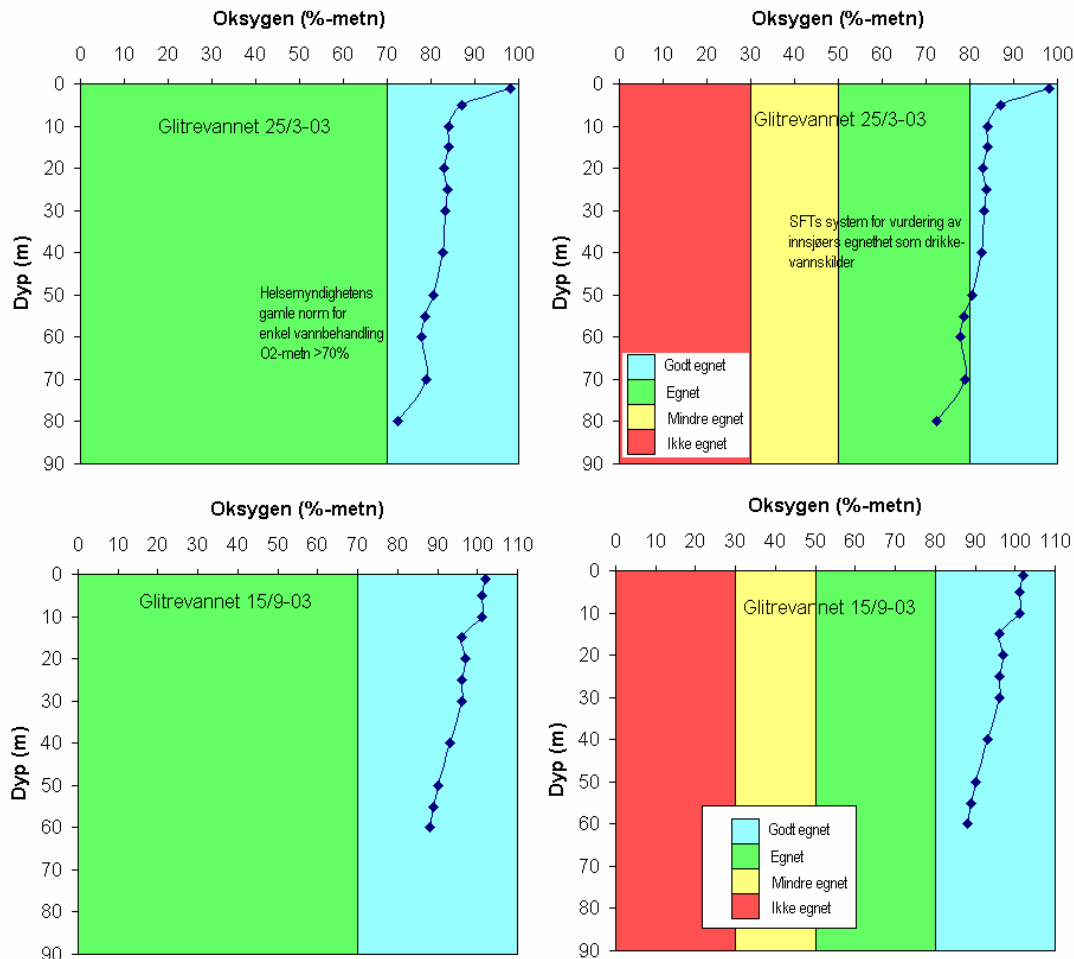 Oksygen (%-metn)
0 10 20 30 40 50 60 70 80 90 100
0
10
20
30
40
50
60
70
80
90
Dyp (m)
Glitrevannet 25/3-03
Helsemyndighetens
gamle norm for
enkel vannbehandling
O2-metn >70%
Oksygen (%-metn)
0 10 20 30 40 50 60 70 80 90 100
0
10
20
30
40
50
60
70
80
90
Dyp (m)
Glitrevannet 25/3-03
SFTs system for vurdering av
innsjøers egnethet som drikke-
vannskilder
Godt egnet
Egnet
Mindre egnet
Ikke egnet
Oksygen (%-metn)
0 10 20 30 40 50 60 70 80 90 100 110
0
10
20
30
40
50
60
70
80
90
Dyp (m)
Glitrevannet 15/9-03
Oksygen (%-metn)
0 10 20 30 40 50 60 70 80 90 100 110
0
10
20
30
40
50
60
70
80
90
Dyp (m)
Glitrevannet 15/9-03
Godt egnet
Egnet
Mindre egnet
Ikke egnet